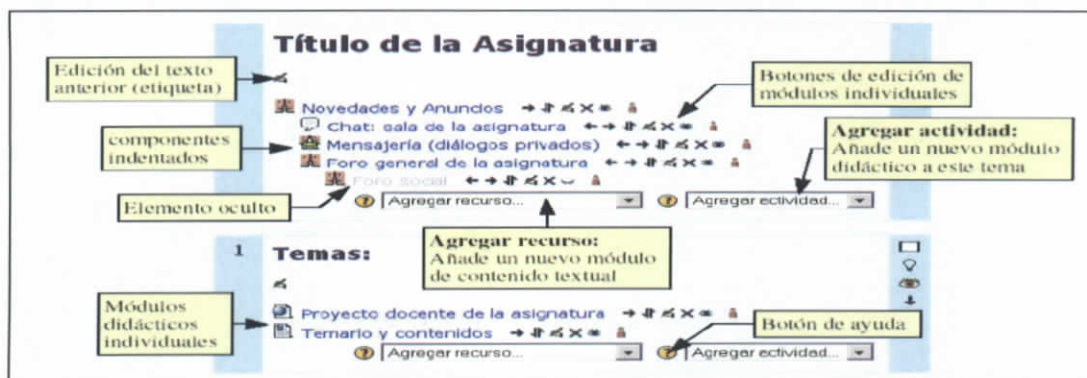 Título de la Asignatura
Edición del texto
anterior (etiqueta)
Botones de edición de
módulos individuales
Novedades y Anuncios
Chat: sala de la asignatura
componentes
indentados
Mensajería (diálogos privados)
Foro general de la asignatura
Agregar actividad:
Añade un nuevo módulo
didáctico a este tema
Foro social
Elemento oculto
Agregar recurso...
Agregar actividad...
Agregar recurso:
Añade un nuevo módulo
de contenido textual
1 Temas:
Módulos
didácticos
individuales
Proyecto docente de la asignatura
Temario y contenidos
Botón de ayuda
Agregar recurso...
Agregar actividad...